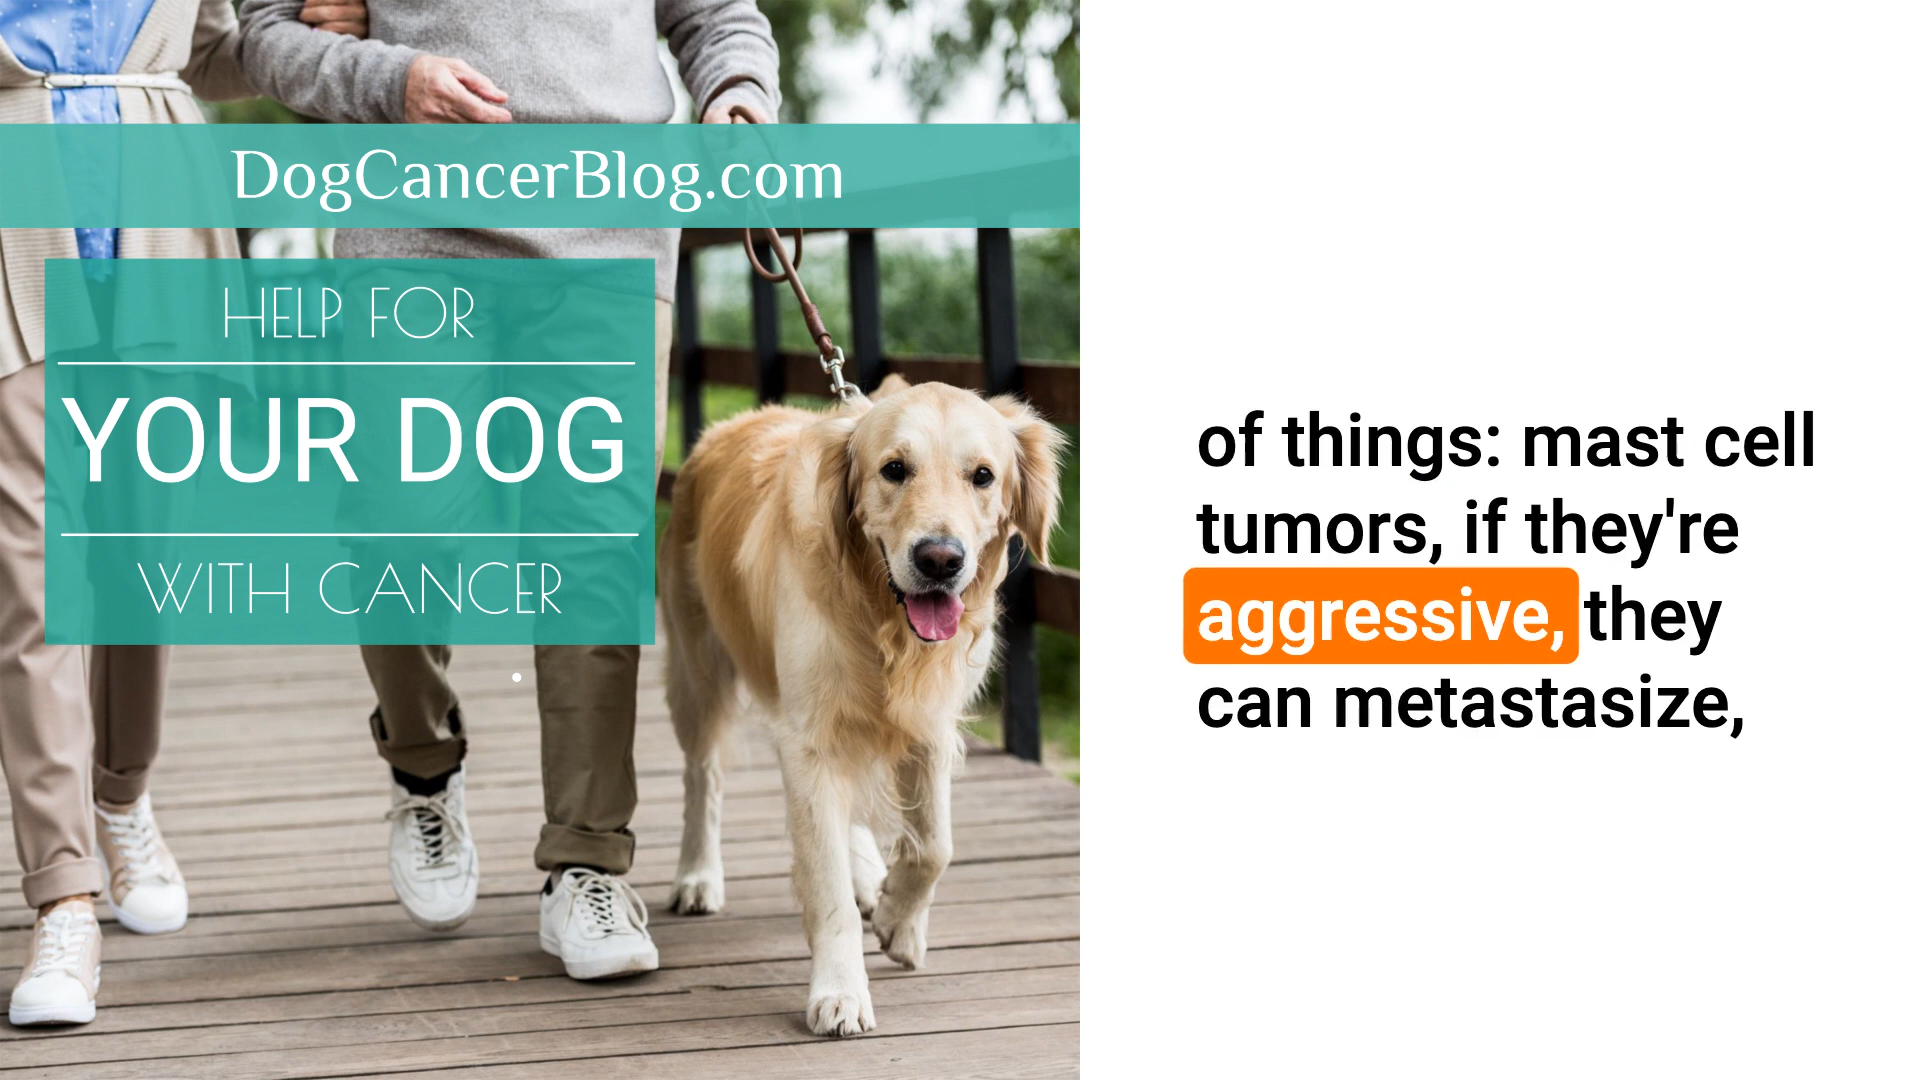 DogCancerBlog.com
HELP FOR
YOUR DOG
WITH CANCER
of things: mast cell
tumors, if they're
aggressive, they
can metastasize,